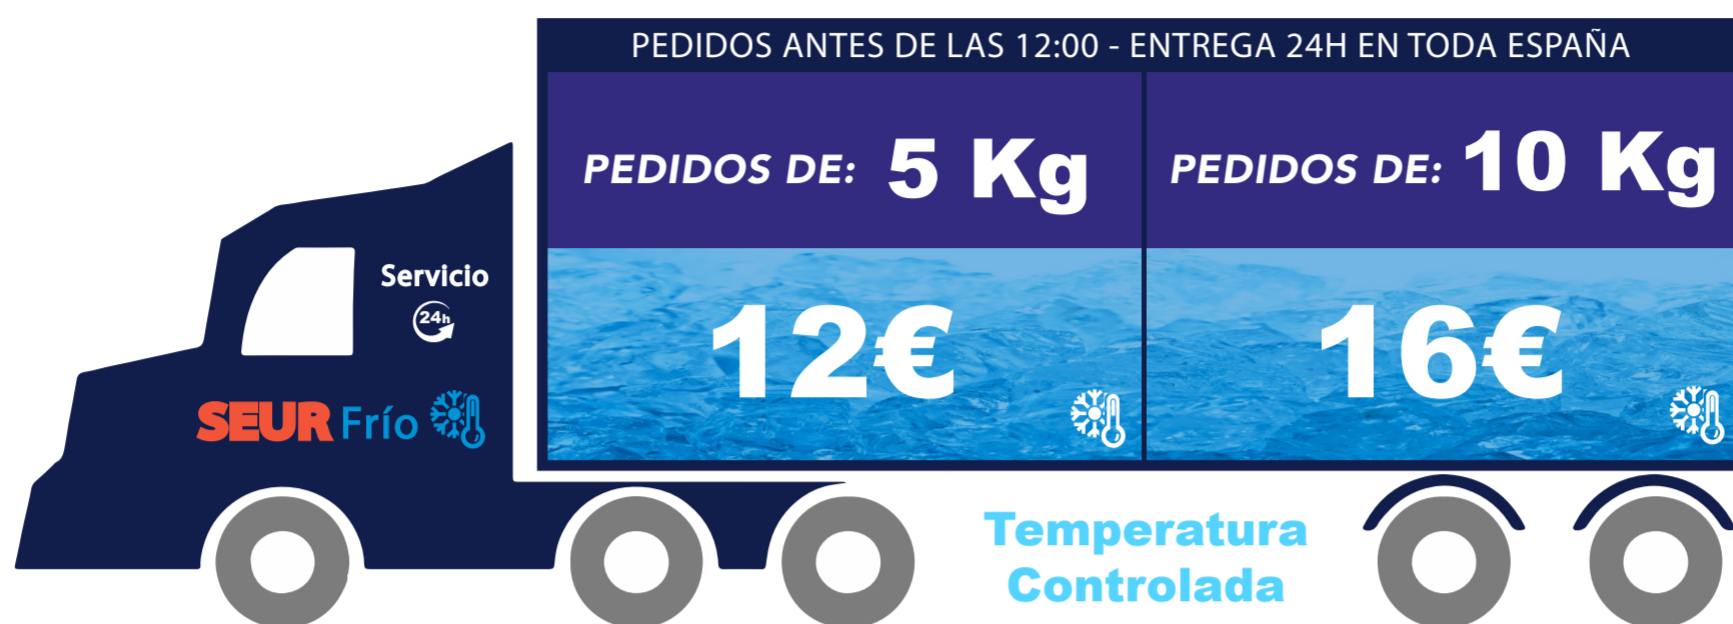 PEDIDOS ANTES DE LAS 12:00 - ENTREGA 24H EN TODA ESPAÑA
PEDIDOS DE: 5 Kg
PEDIDOS DE: 10 Kg
12€
16€
Servicio
24h
SEUR Frío
Temperatura
Controlada